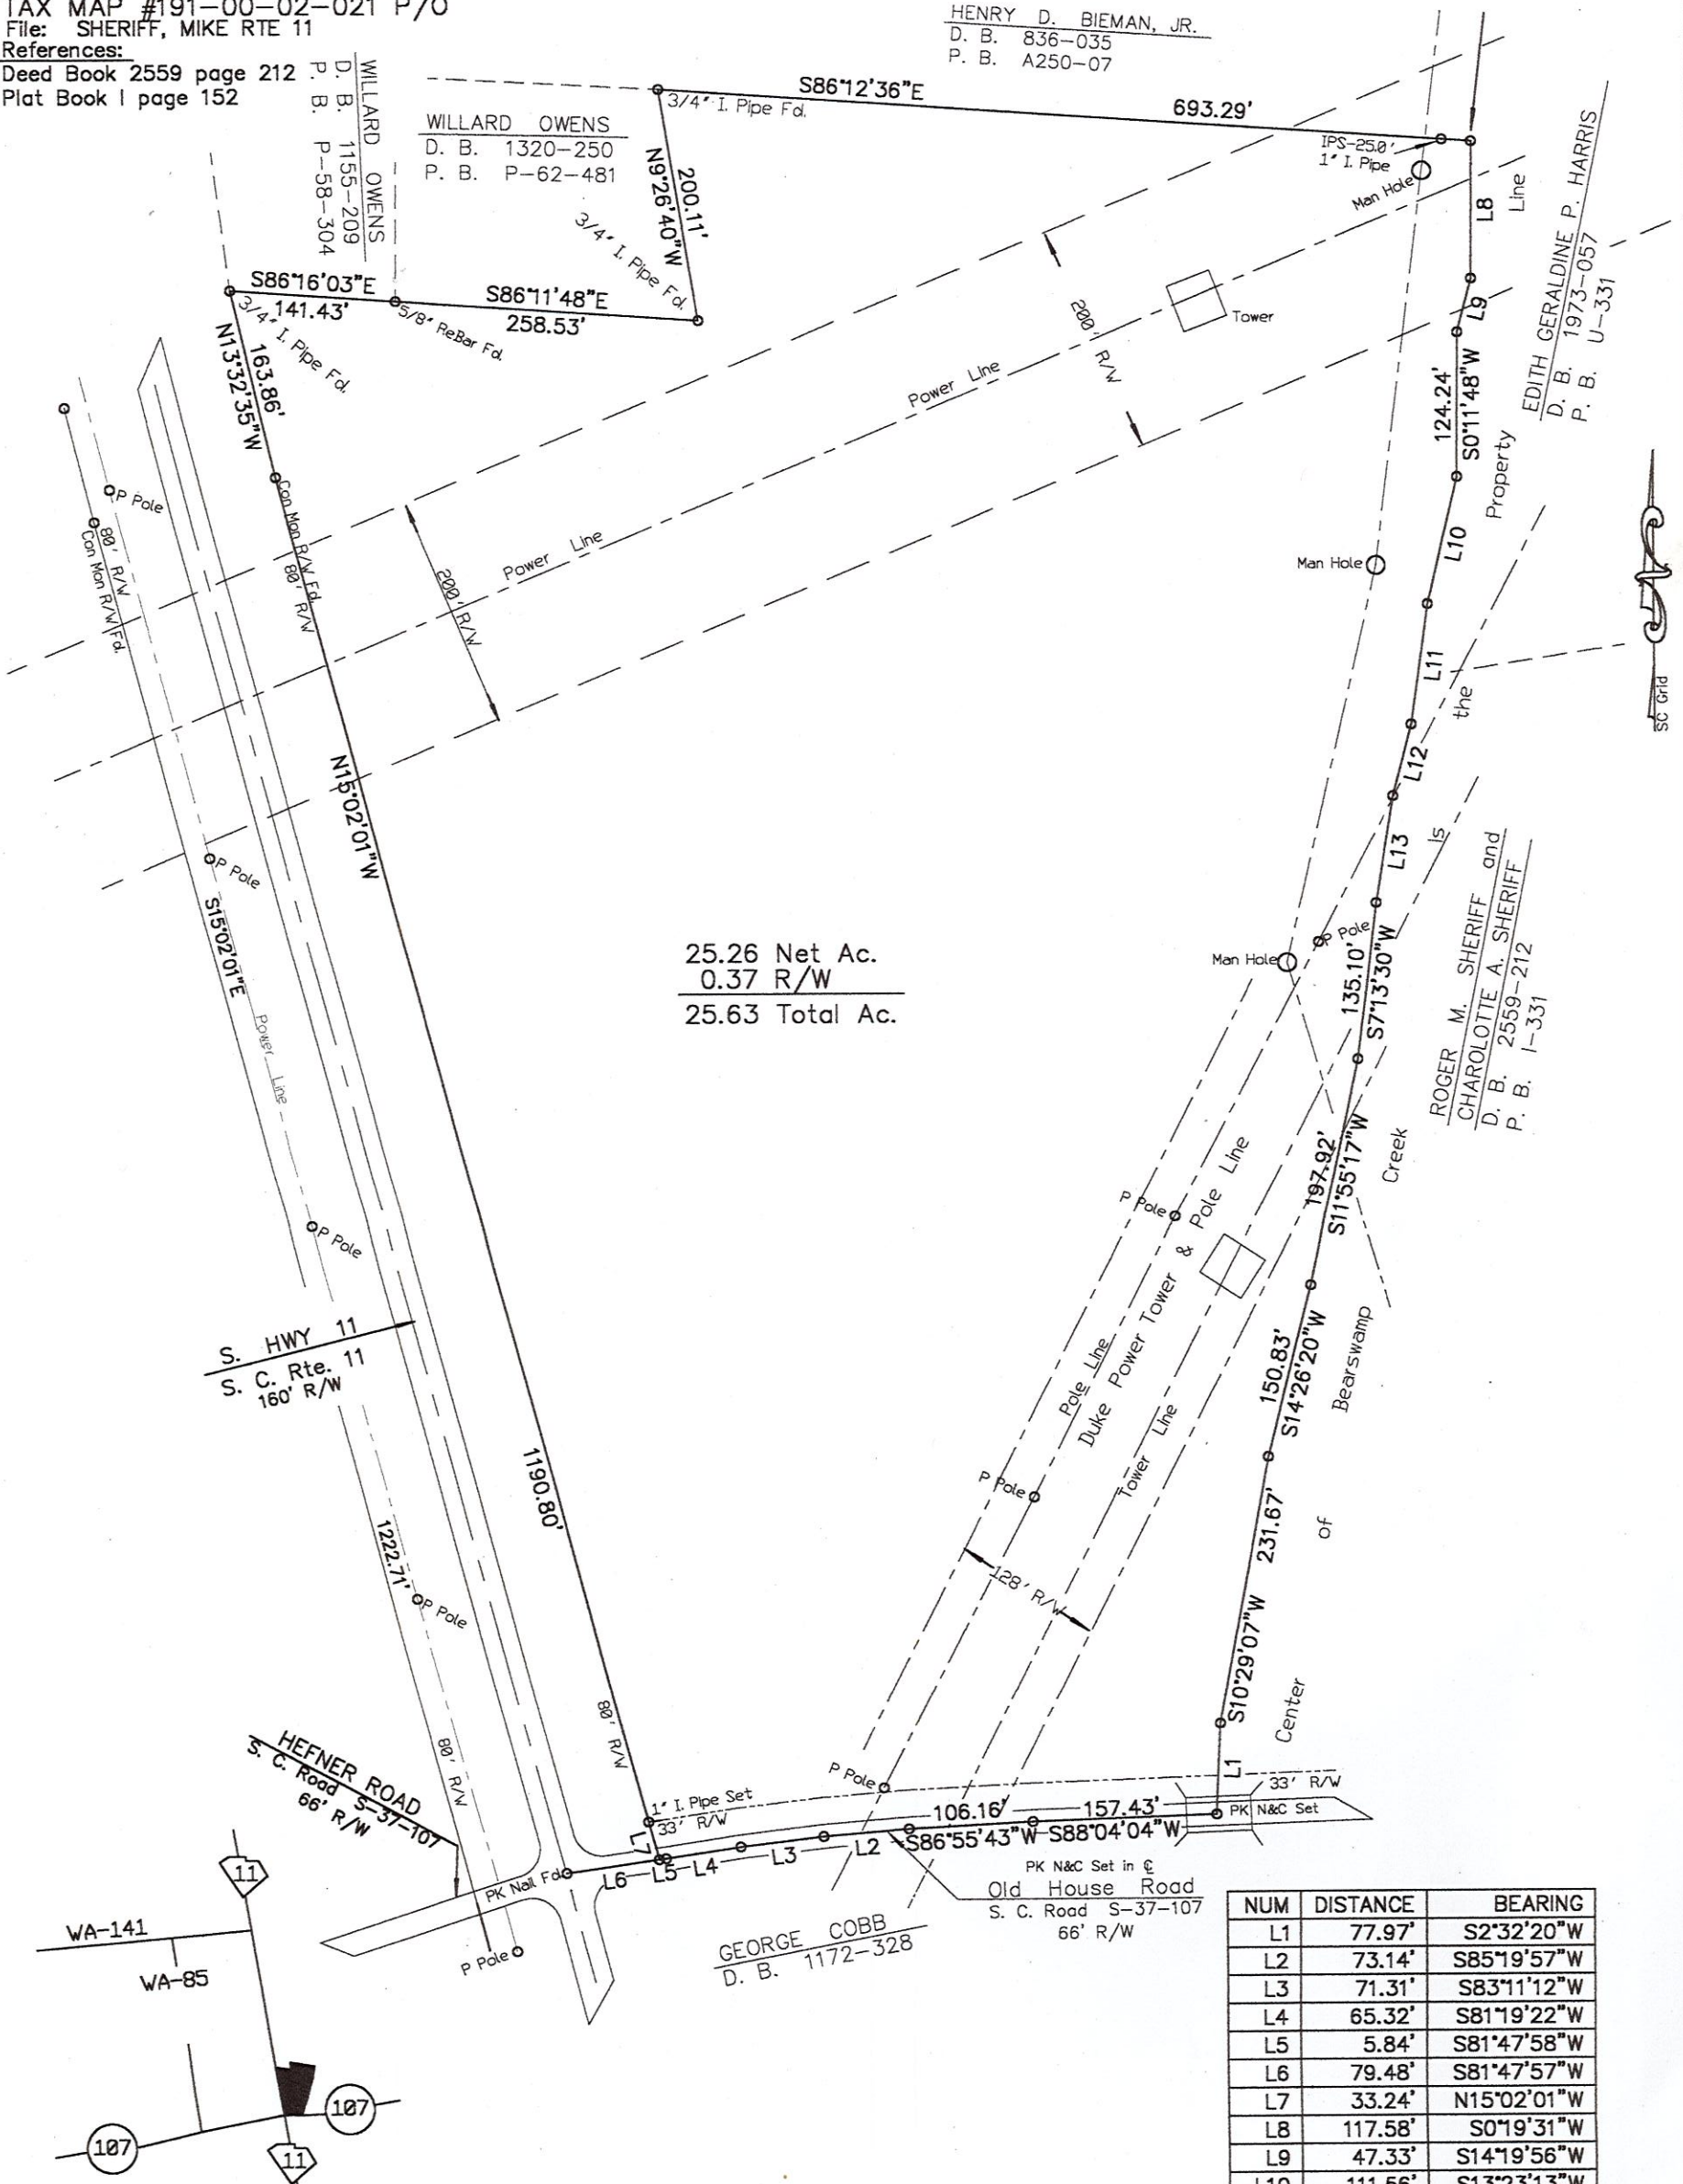 TAX MAP #191-00-02-021 P/O
File: SHERIFF, MIKE RTE 11
References:
Deed Book 2559 page 212
Plat Book I page 152
WILLARD OWENS
D. B. 1155-209
P. B. P-58-304
WILLARD OWENS
D. B. 1320-250
P. B. P-62-481
HENRY D. BIEMAN, JR.
D. B. 836-035
P. B. A250-07
S86°12'36"E
693.29'
3/4" I. Pipe Fd.
IPS-25.0'
1" I. Pipe
Man Hole
200.11'
N9°26'40"W
3/4" I. Pipe Fd.
S86°16'03"E
141.43'
S86°11'48"E
258.53'
5/8" ReBar Fd.
3/4" I. Pipe Fd.
163.86'
N13°32'35"W
L8
Line
L9
EDITH GERALDINE P. HARRIS
D. B. 1973-057
P. B. U-331
Tower
200' R/W
Power Line
124.24'
S0°11'48"W
Property
P Pole
80' R/W
Con Mon R/W Fd.
Con Mon R/W Fd.
80' R/W
Power Line
200' R/W
Man Hole
L10
L11
the
SC Grid
L12
N15°02'01"W
P Pole
S15°02'01"E
Power Line
L13
Is
ROGER M. SHERIFF and
CHAROLOTTE A. SHERIFF
D. B. 2559-212
P. B. I-331
25.26 Net Ac.
0.37 R/W
25.63 Total Ac.
Man Hole
P Pole
135.10'
S7°13'30"W
197.92'
S11°55'17"W
Creek
P Pole
P Pole
Pole Line
Duke Power Tower & Pole Line
Tower Line
150.83'
S14°26'20"W
Bearswamp
S. HWY 11
S. C. Rte. 11
160' R/W
1190.80'
P Pole
231.67'
S10°29'07"W
of
128' R/W
1222.71'
P Pole
80' R/W
80' R/W
Center
L1
HEFNER ROAD
S. C. Road S-37-107
66' R/W
P Pole
1" I. Pipe Set
33' R/W
33' R/W
PK N&C Set
L7
106.16'
157.43'
S86°55'43"W
S88°04'04"W
L2
L3
L4
L5
L6
PK Nail Fd.
PK N&C Set in ℄
Old House Road
S. C. Road S-37-107
66' R/W
GEORGE COBB
D. B. 1172-328
P Pole
11
WA-141
WA-85
107
107
11
NUM DISTANCE BEARING
L1 77.97' S2°32'20"W
L2 73.14' S85°19'57"W
L3 71.31' S83°11'12"W
L4 65.32' S81°19'22"W
L5 5.84' S81°47'58"W
L6 79.48' S81°47'57"W
L7 33.24' N15°02'01"W
L8 117.58' S0°19'31"W
L9 47.33' S14°19'56"W
L10 111.56' S13°23'13"W